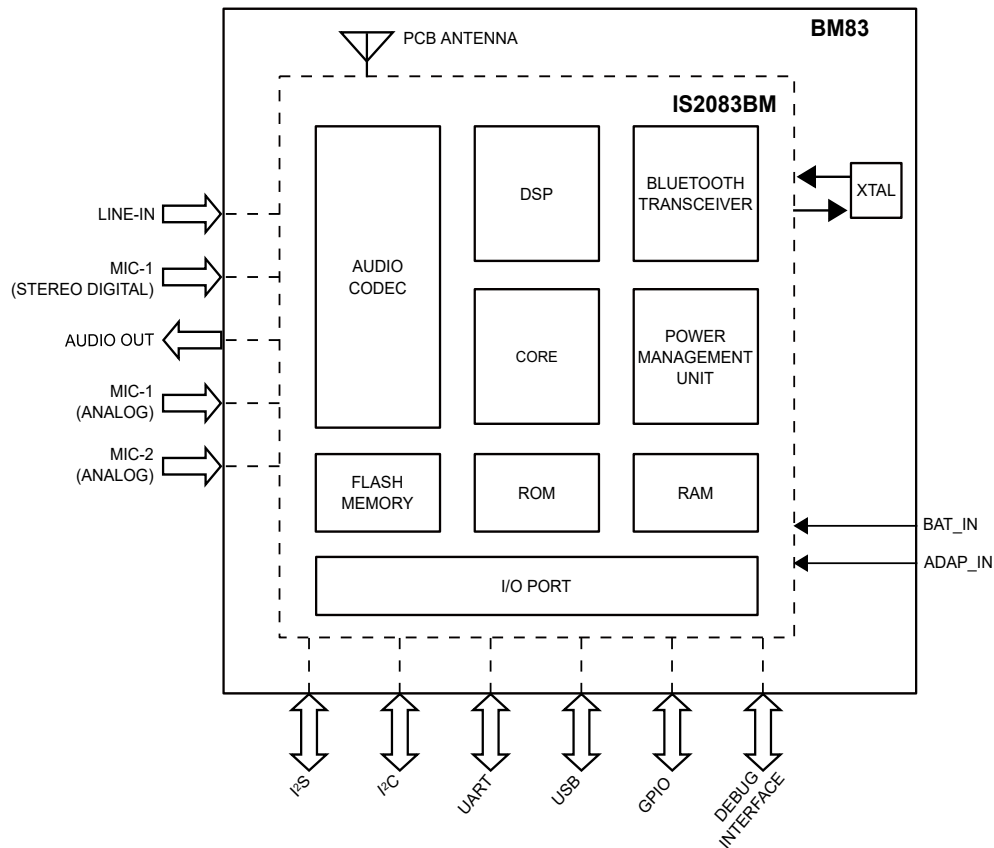 BM83
PCB ANTENNA
IS2083BM
AUDIO
CODEC
DSP
BLUETOOTH
TRANSCEIVER
XTAL
LINE-IN
MIC-1
(STEREO DIGITAL)
AUDIO OUT
MIC-1
(ANALOG)
MIC-2
(ANALOG)
CORE
POWER
MANAGEMENT
UNIT
FLASH
MEMORY
ROM
RAM
BAT_IN
ADAP_IN
I/O PORT
I²S
I²C
UART
USB
GPIO
DEBUG
INTERFACE